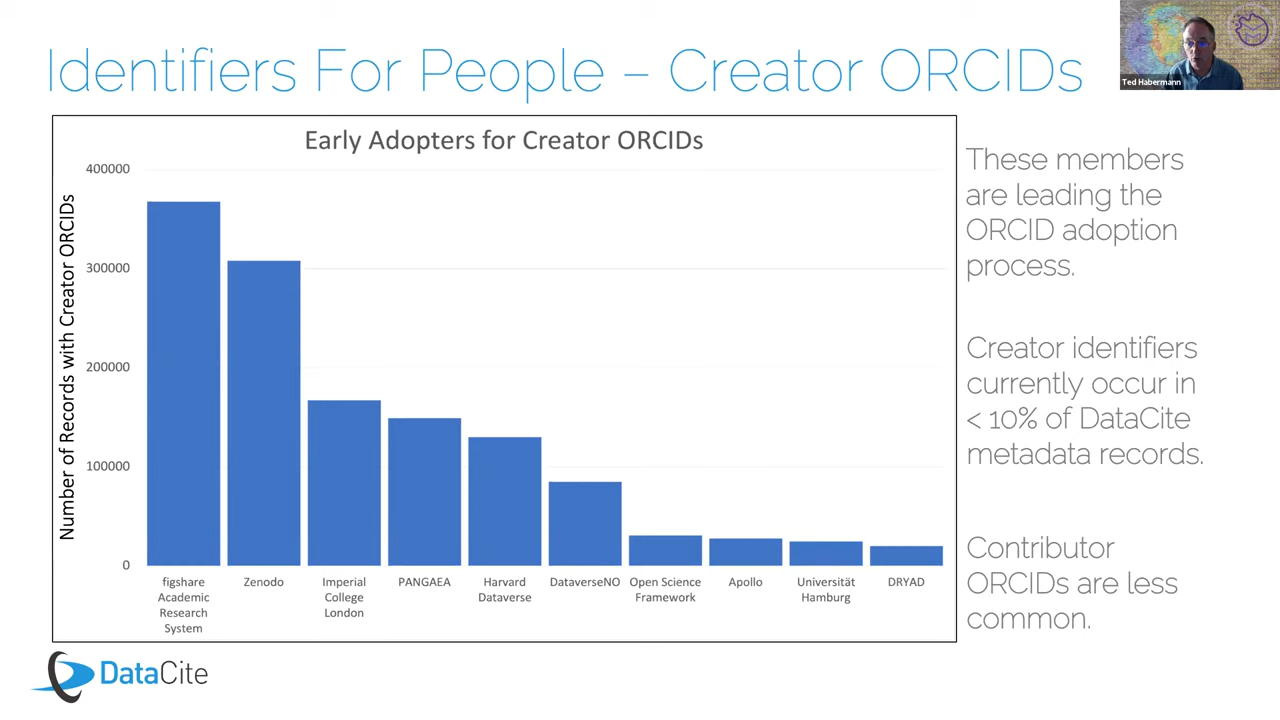 Identifiers For People – Creator ORCIDs
Ted Habermann
Early Adopters for Creator ORCIDs
Number of Records with Creator ORCIDs
400000
300000
200000
100000
0
figshare
Academic
Research
System
Zenodo
Imperial
College
London
PANGAEA
Harvard
Dataverse
DataverseNO
Open Science
Framework
Apollo
Universität
Hamburg
DRYAD
These members
are leading the
ORCID adoption
process.
Creator identifiers
currently occur in
< 10% of DataCite
metadata records.
Contributor
ORCIDs are less
common.
DataCite